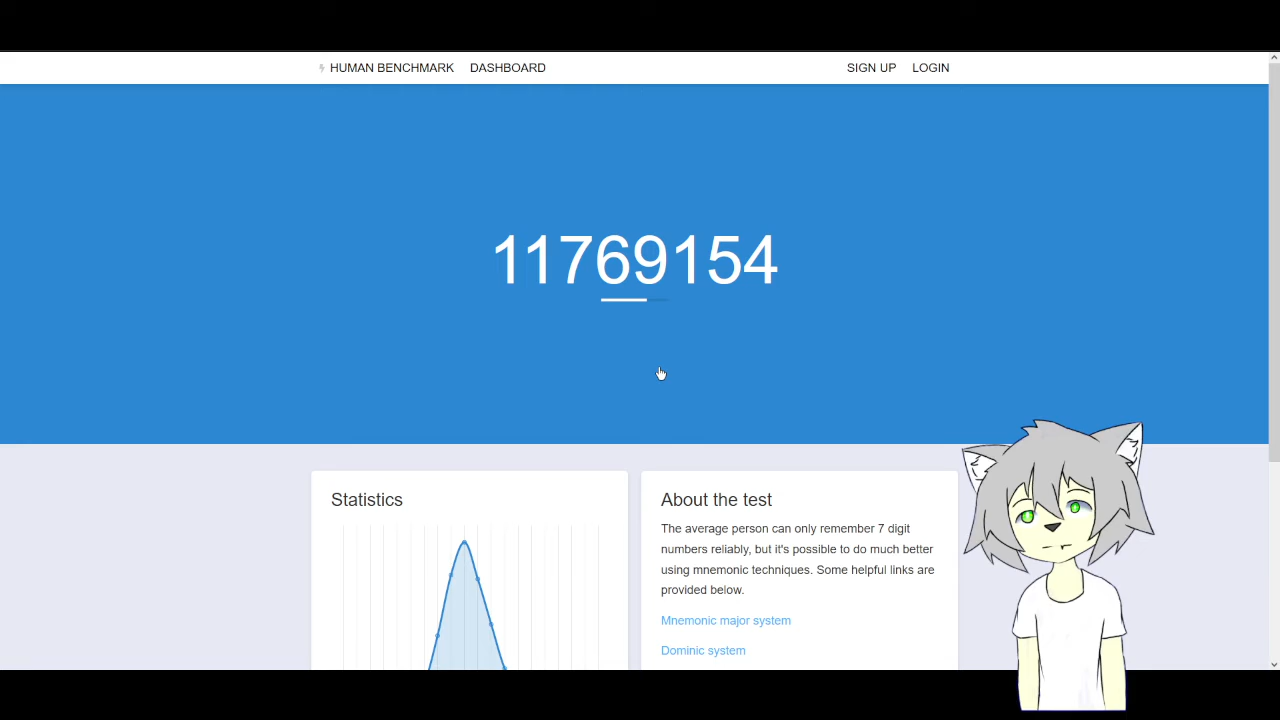 HUMAN BENCHMARK DASHBOARD SIGN UP LOGIN
11769154
Statistics
About the test
The average person can only remember 7 digit
numbers reliably, but it's possible to do much better
using mnemonic techniques. Some helpful links are
provided below.
Mnemonic major system
Dominic system